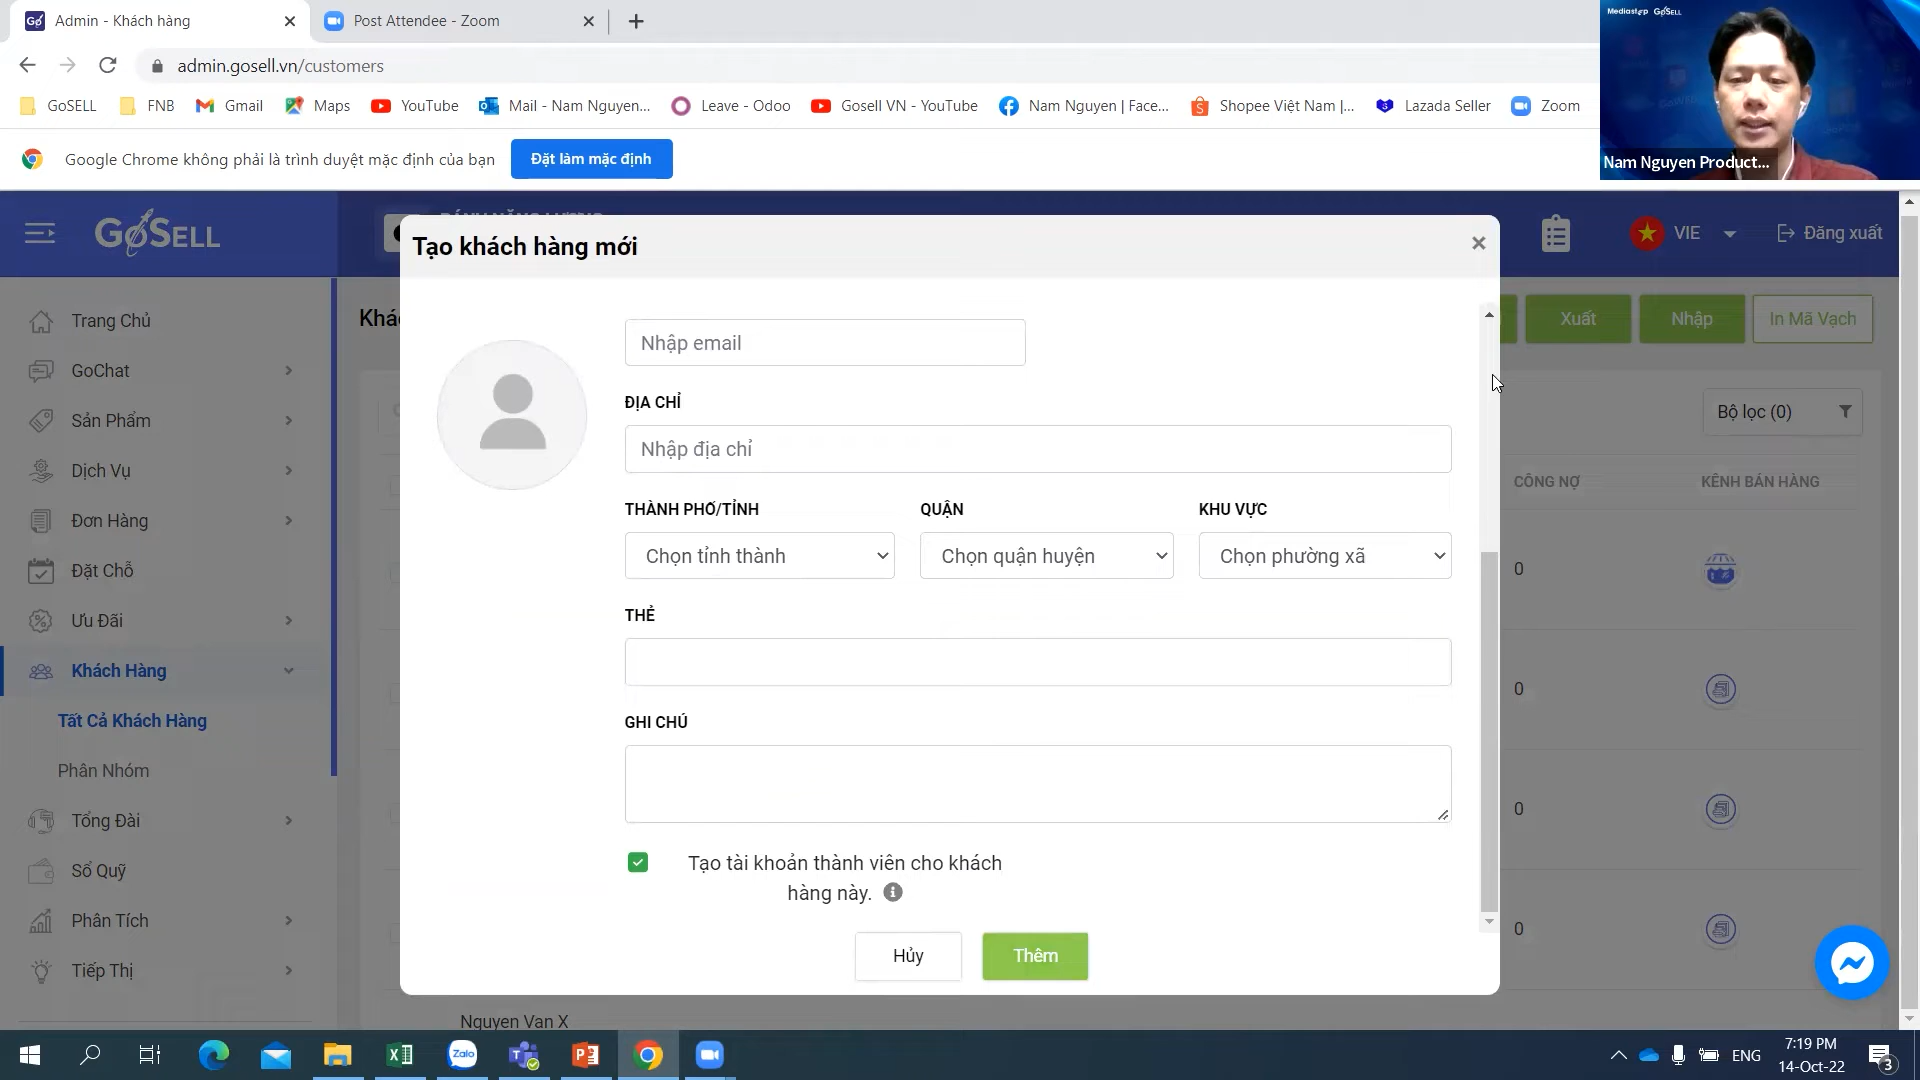 Admin - Khách hàng
Post Attendee - Zoom
admin.gosell.vn/customers
GoSELL
FNB
Gmail
Maps
YouTube
Mail - Nam Nguyen...
Leave - Odoo
Gosell VN - YouTube
Nam Nguyen | Face...
Shopee Việt Nam |...
Lazada Seller
Zoom
Google Chrome không phải là trình duyệt mặc định của bạn
Đặt làm mặc định
Mediastep GoSELL
Nam Nguyen Product...
GoSELL
VIE
Đăng xuất
Tạo khách hàng mới
Trang Chủ
GoChat
Sản Phẩm
Dịch Vụ
Đơn Hàng
Đặt Chỗ
Ưu Đãi
Khách Hàng
Tất Cả Khách Hàng
Phân Nhóm
Tổng Đài
Sổ Quỹ
Phân Tích
Tiếp Thị
Xuất
Nhập
In Mã Vạch
Bộ lọc (0)
CÔNG NỢ
KÊNH BÁN HÀNG
0
0
0
0
Nhập email
ĐỊA CHỈ
Nhập địa chỉ
THÀNH PHỐ/TỈNH
QUẬN
KHU VỰC
Chọn tỉnh thành
Chọn quận huyện
Chọn phường xã
THẺ
GHI CHÚ
Tạo tài khoản thành viên cho khách
hàng này.
Hủy
Thêm
Nguyen Van X
Zalo
ENG
7:19 PM
14-Oct-22
3